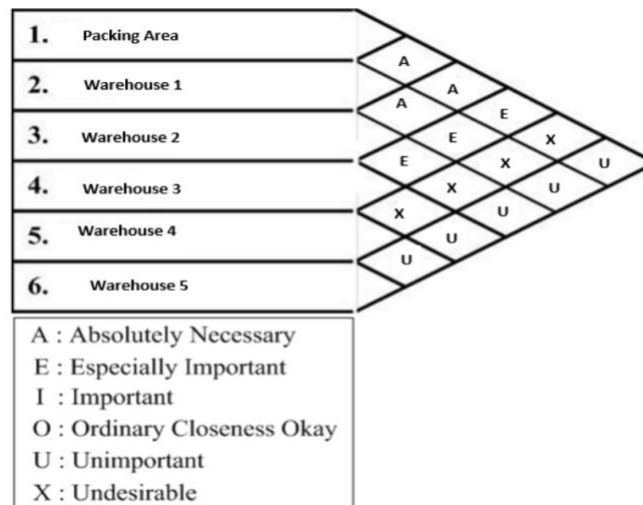 1. Packing Area
2. Warehouse 1
3. Warehouse 2
4. Warehouse 3
5. Warehouse 4
6. Warehouse 5
A
A
E
X
U
A
E
X
U
E
X
U
X
U
U
A : Absolutely Necessary
E : Especially Important
I : Important
O : Ordinary Closeness Okay
U : Unimportant
X : Undesirable